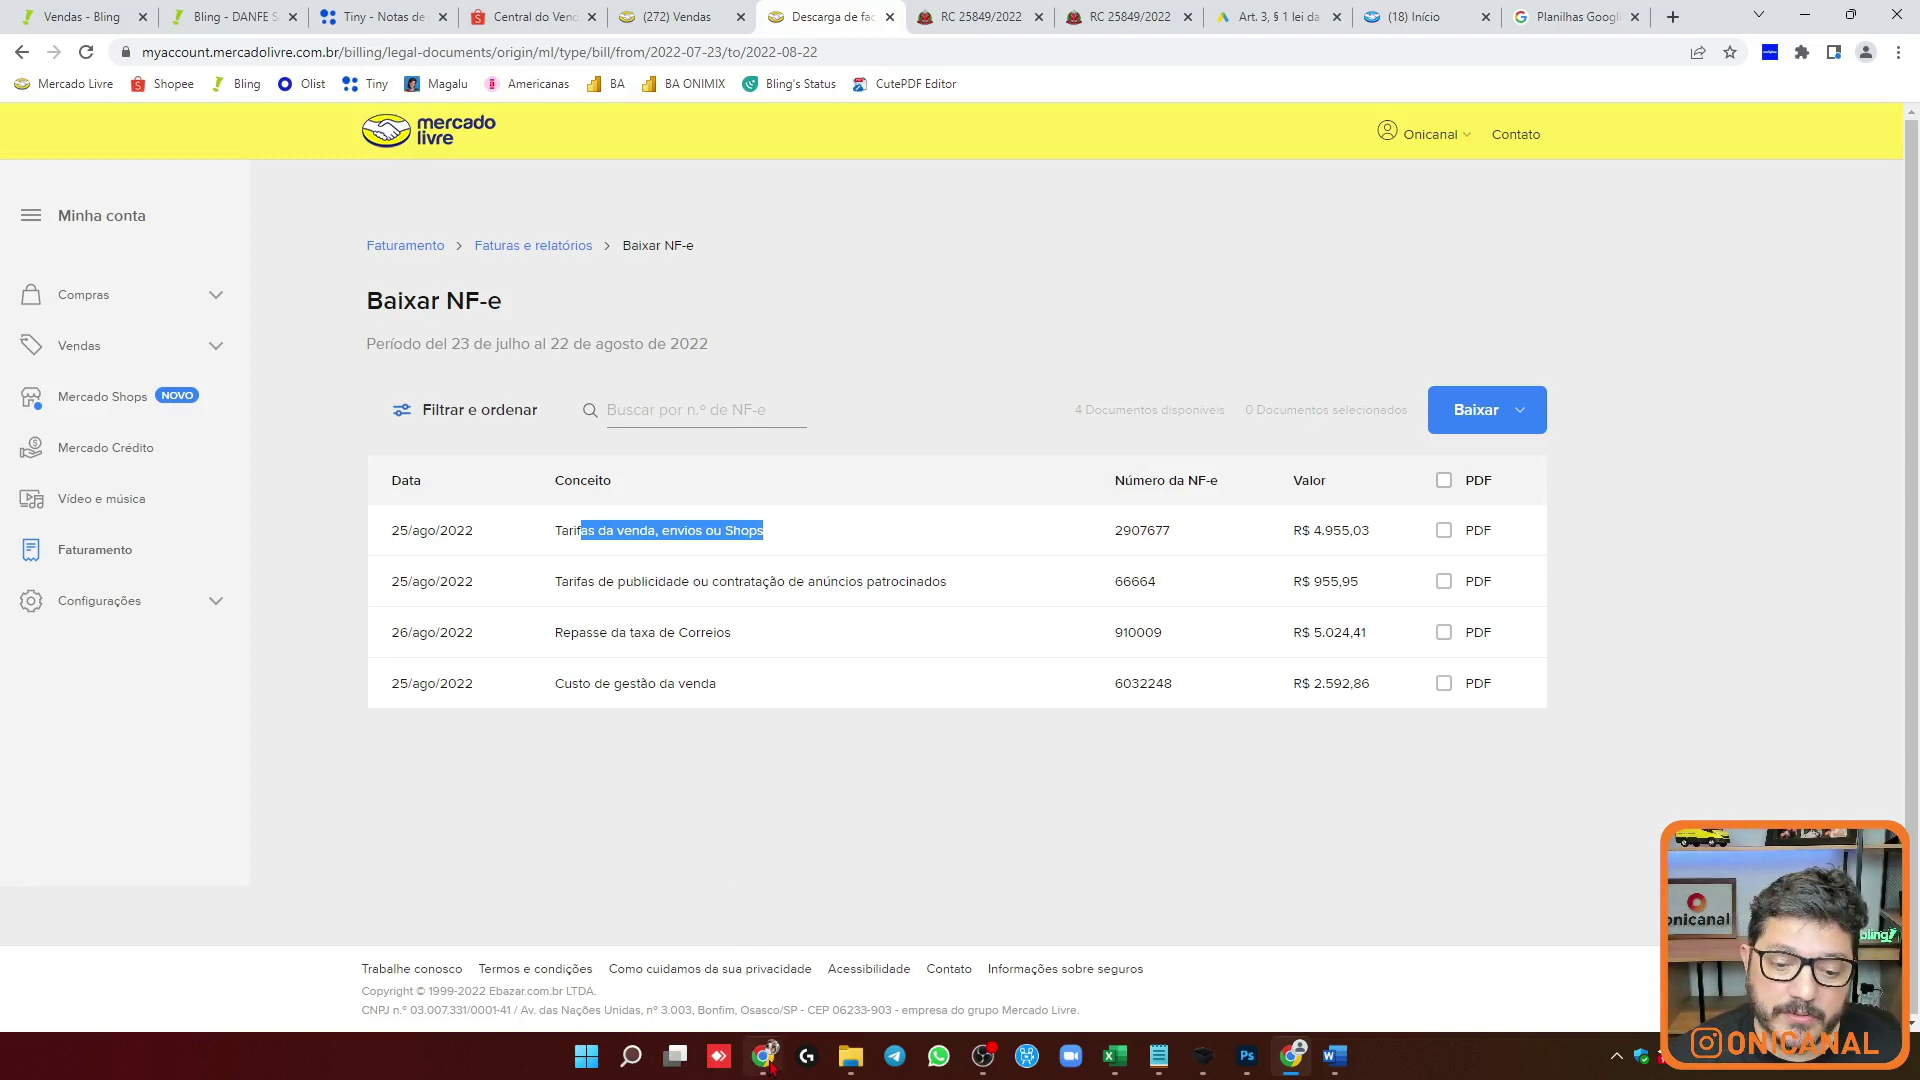 Vendas - Bling
Bling - DANFE S
Tiny - Notas de
Central do Vend
(272) Vendas
Descarga de fac
RC 25849/2022
RC 25849/2022
Art. 3, § 1 lei da
(18) Início
Planilhas Googl
myaccount.mercadolivre.com.br/billing/legal-documents/origin/ml/type/bill/from/2022-07-23/to/2022-08-22
Mercado Livre
Shopee
Bling
Olist
Tiny
Magalu
Americanas
BA
BA ONIMIX
Bling's Status
CutePDF Editor
mercado
livre
Onicanal
Contato
Minha conta
Compras
Vendas
Mercado Shops NOVO
Mercado Crédito
Vídeo e música
Faturamento
Configurações
Faturamento > Faturas e relatórios > Baixar NF-e
Baixar NF-e
Período del 23 de julho al 22 de agosto de 2022
Filtrar e ordenar
Buscar por n.º de NF-e
4 Documentos disponíveis
0 Documentos selecionados
Baixar
Data Conceito Número da NF-e Valor PDF
25/ago/2022 Tarifas da venda, envios ou Shops 2907677 R$ 4.955,03 PDF
25/ago/2022 Tarifas de publicidade ou contratação de anúncios patrocinados 66664 R$ 955,95 PDF
26/ago/2022 Repasse da taxa de Correios 910009 R$ 5.024,41 PDF
25/ago/2022 Custo de gestão da venda 6032248 R$ 2.592,86 PDF
Trabalhe conosco Termos e condições Como cuidamos da sua privacidade Acessibilidade Contato Informações sobre seguros
Copyright © 1999-2022 Ebazar.com.br LTDA.
CNPJ n.º 03.007.331/0001-41 / Av. das Nações Unidas, nº 3.003, Bonfim, Osasco/SP - CEP 06233-903 - empresa do grupo Mercado Livre.
onicanal
bling!
ONICANAL
Ps